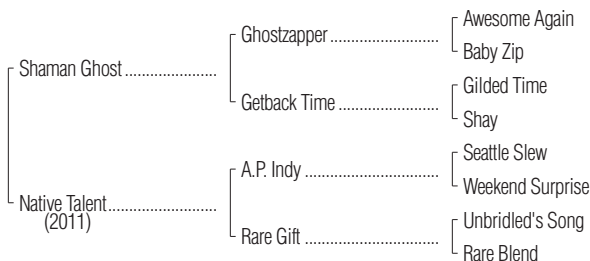 Awesome Again
Ghostzapper
Baby Zip
Shaman Ghost
Gilded Time
Getback Time
Shay
Seattle Slew
A.P. Indy
Weekend Surprise
Native Talent
(2011)
Unbridled's Song
Rare Gift
Rare Blend